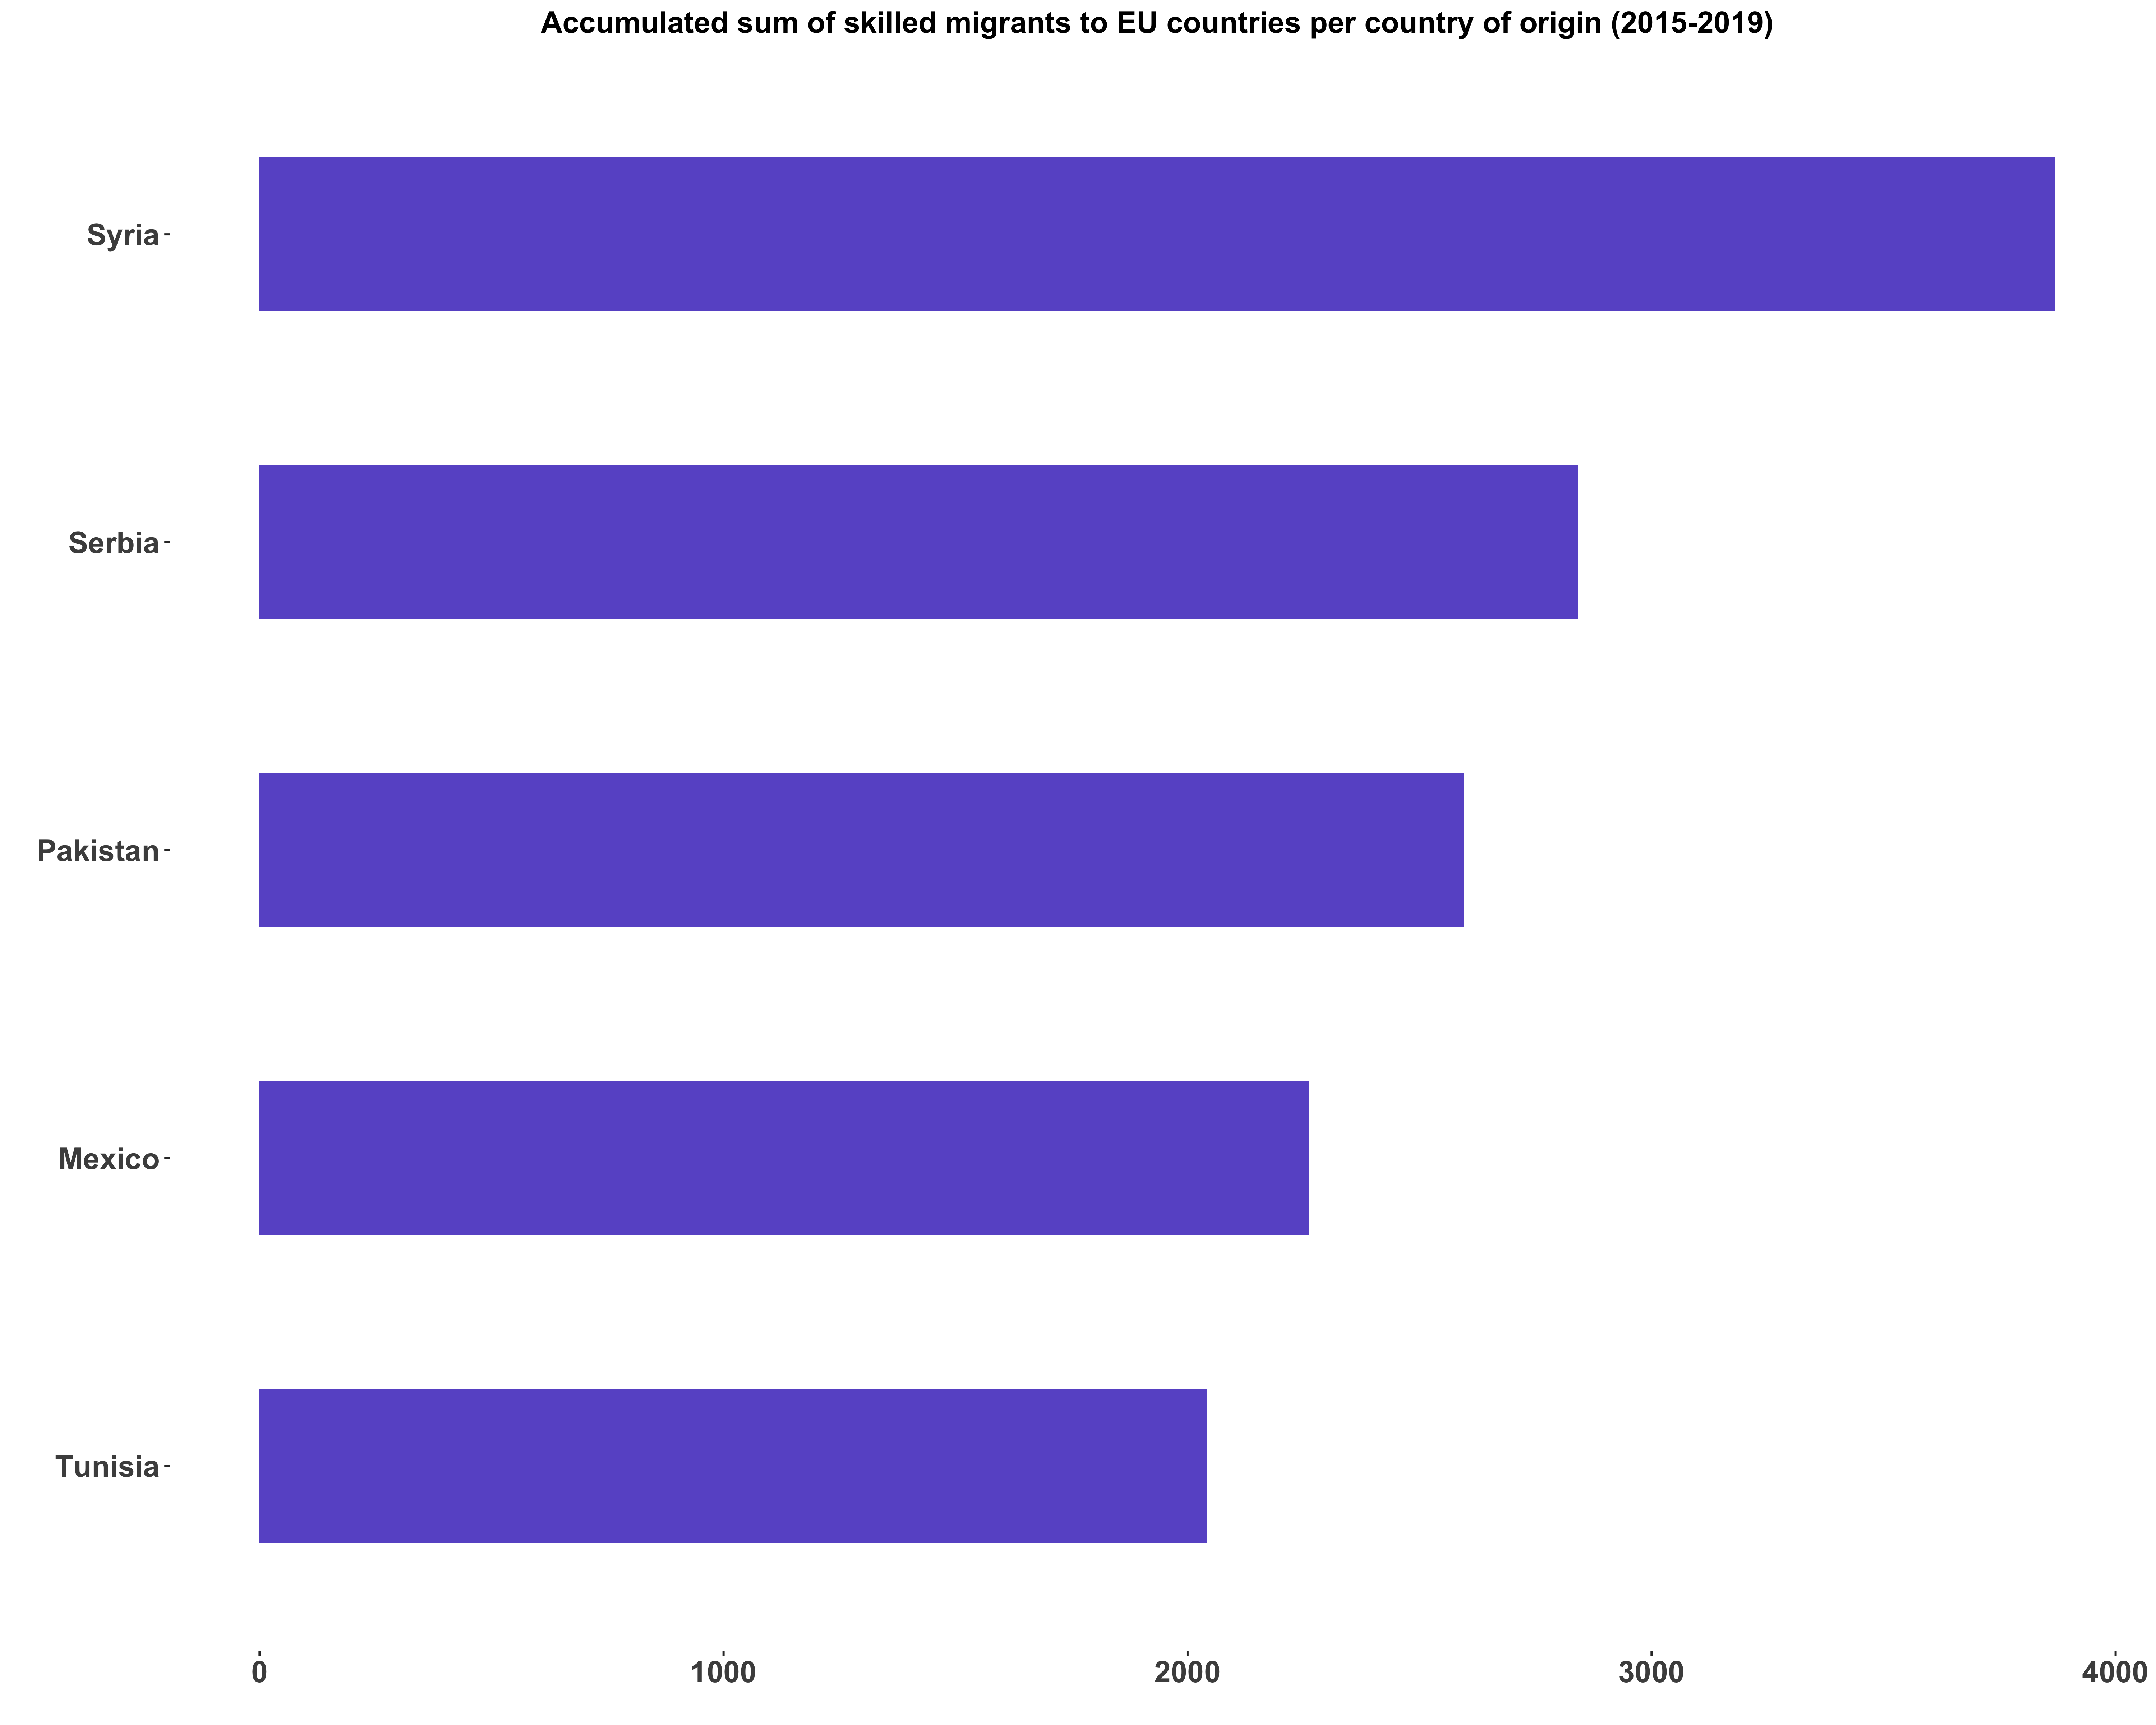 Accumulated sum of skilled migrants to EU countries per country of origin (2015-2019)
Syria
Serbia
Pakistan
Mexico
Tunisia
0 1000 2000 3000 4000